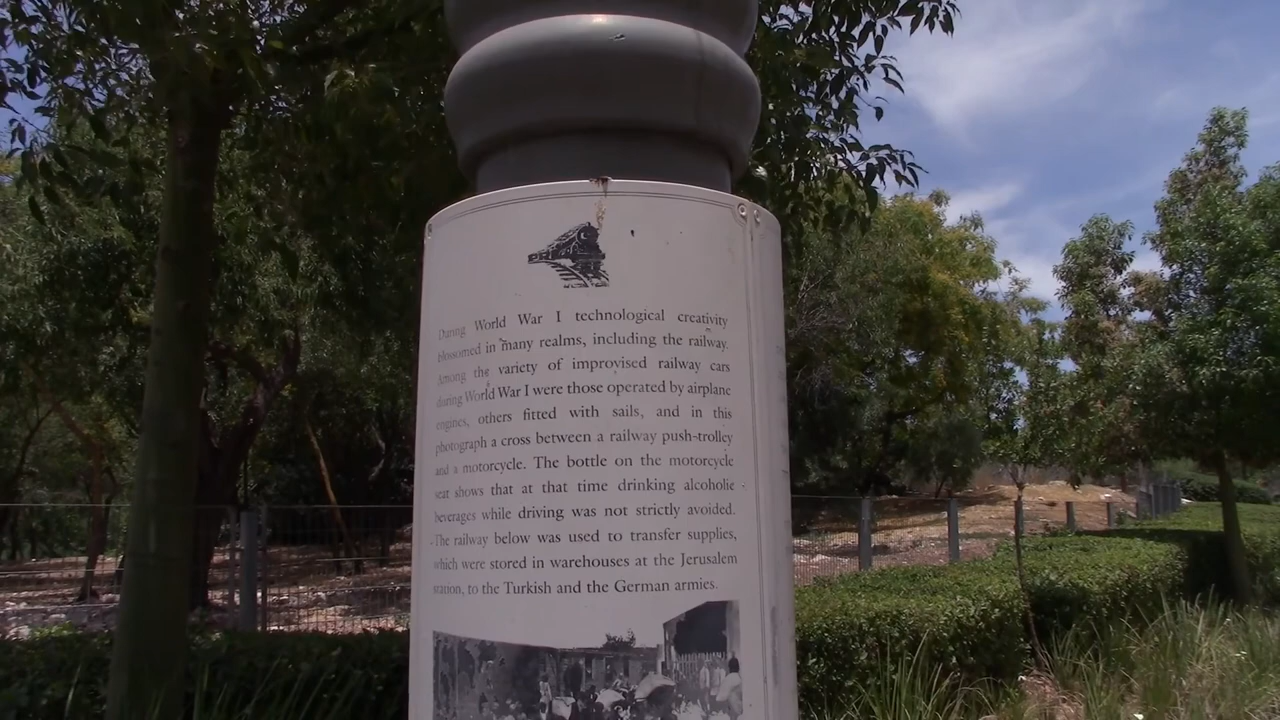 During World War I technological creativity
blossomed in many realms, including the railway.
Among the variety of improvised railway cars
during World War I were those operated by airplane
engines, others fitted with sails, and in this
photograph a cross between a railway push-trolley
and a motorcycle. The bottle on the motorcycle
seat shows that at that time drinking alcoholic
beverages while driving was not strictly avoided.
The railway below was used to transfer supplies,
which were stored in warehouses at the Jerusalem
station, to the Turkish and the German armies.